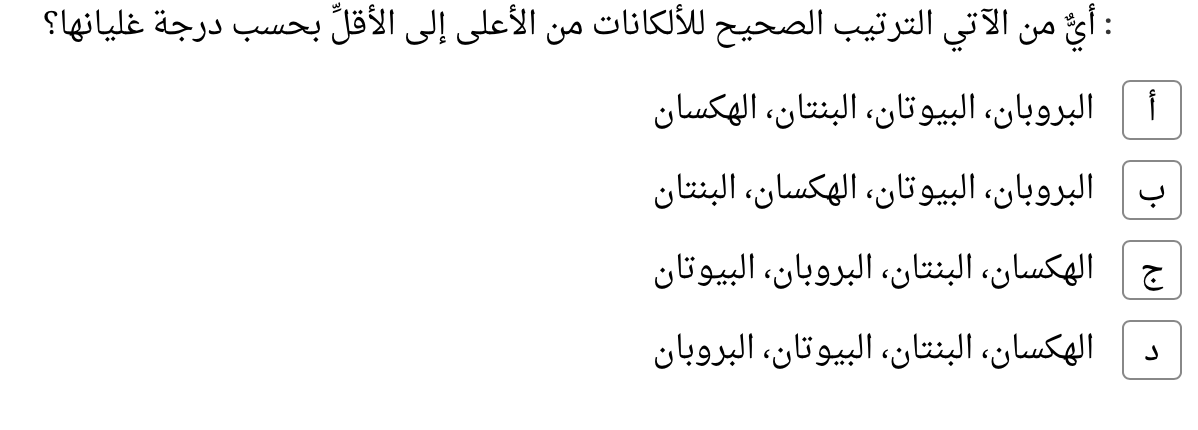 : أيٌّ من الآتي الترتيب الصحيح للألكانات من الأعلى إلى الأقلِّ بحسب درجة غليانها؟
أ البروبان، البيوتان، البنتان، الهكسان
ب البروبان، البيوتان، الهكسان، البنتان
ج الهكسان، البنتان، البروبان، البيوتان
د الهكسان، البنتان، البيوتان، البروبان